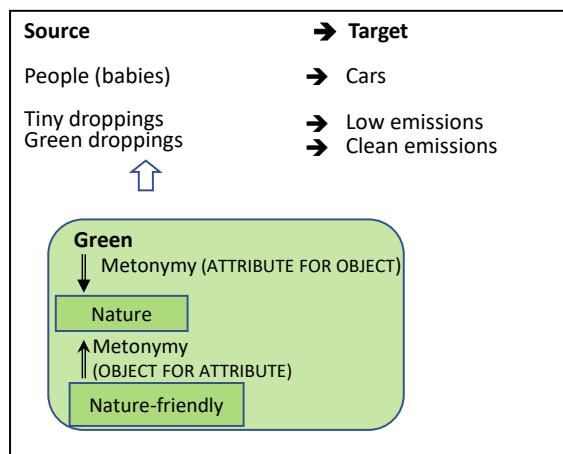 Source → Target
People (babies) → Cars
Tiny droppings → Low emissions
Green droppings → Clean emissions
Green
Metonymy (ATTRIBUTE FOR OBJECT)
Nature
Metonymy
(OBJECT FOR ATTRIBUTE)
Nature-friendly